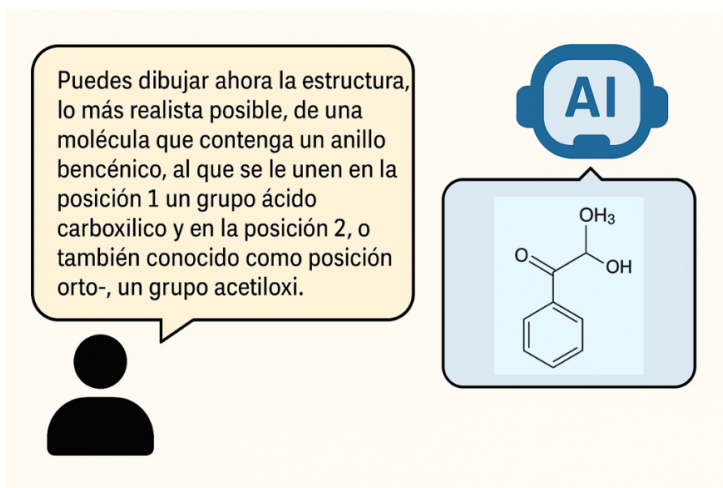 Puedes dibujar ahora la estructura,
lo más realista posible, de una
molécula que contenga un anillo
bencénico, al que se le unen en la
posición 1 un grupo ácido
carboxilico y en la posición 2, o
también conocido como posición
orto-, un grupo acetiloxi.
AI
OH3
O
OH